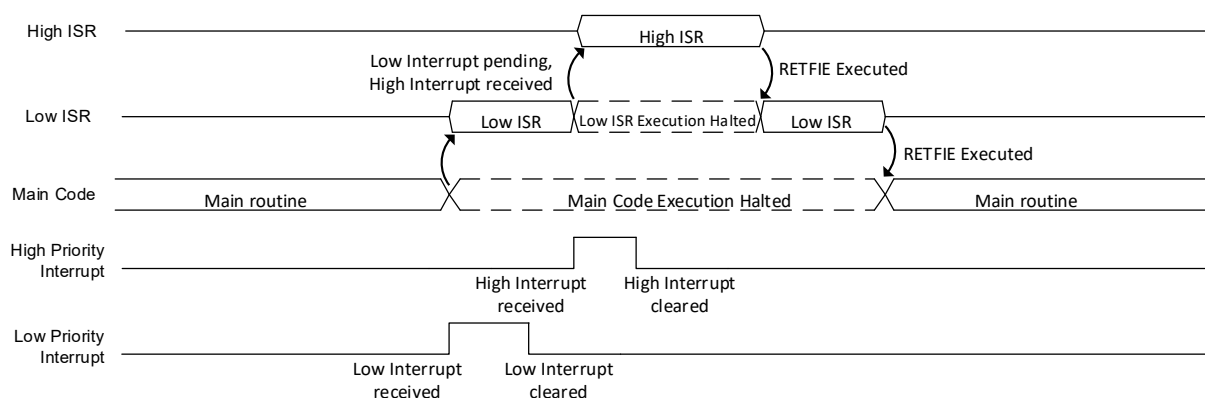 High ISR
High ISR
Low Interrupt pending,
High Interrupt received
RETFIE Executed
Low ISR
Low ISR
Low ISR Execution Halted
Low ISR
RETFIE Executed
Main Code
Main routine
Main Code Execution Halted
Main routine
High Priority
Interrupt
High Interrupt
received
High Interrupt
cleared
Low Priority
Interrupt
Low Interrupt
received
Low Interrupt
cleared